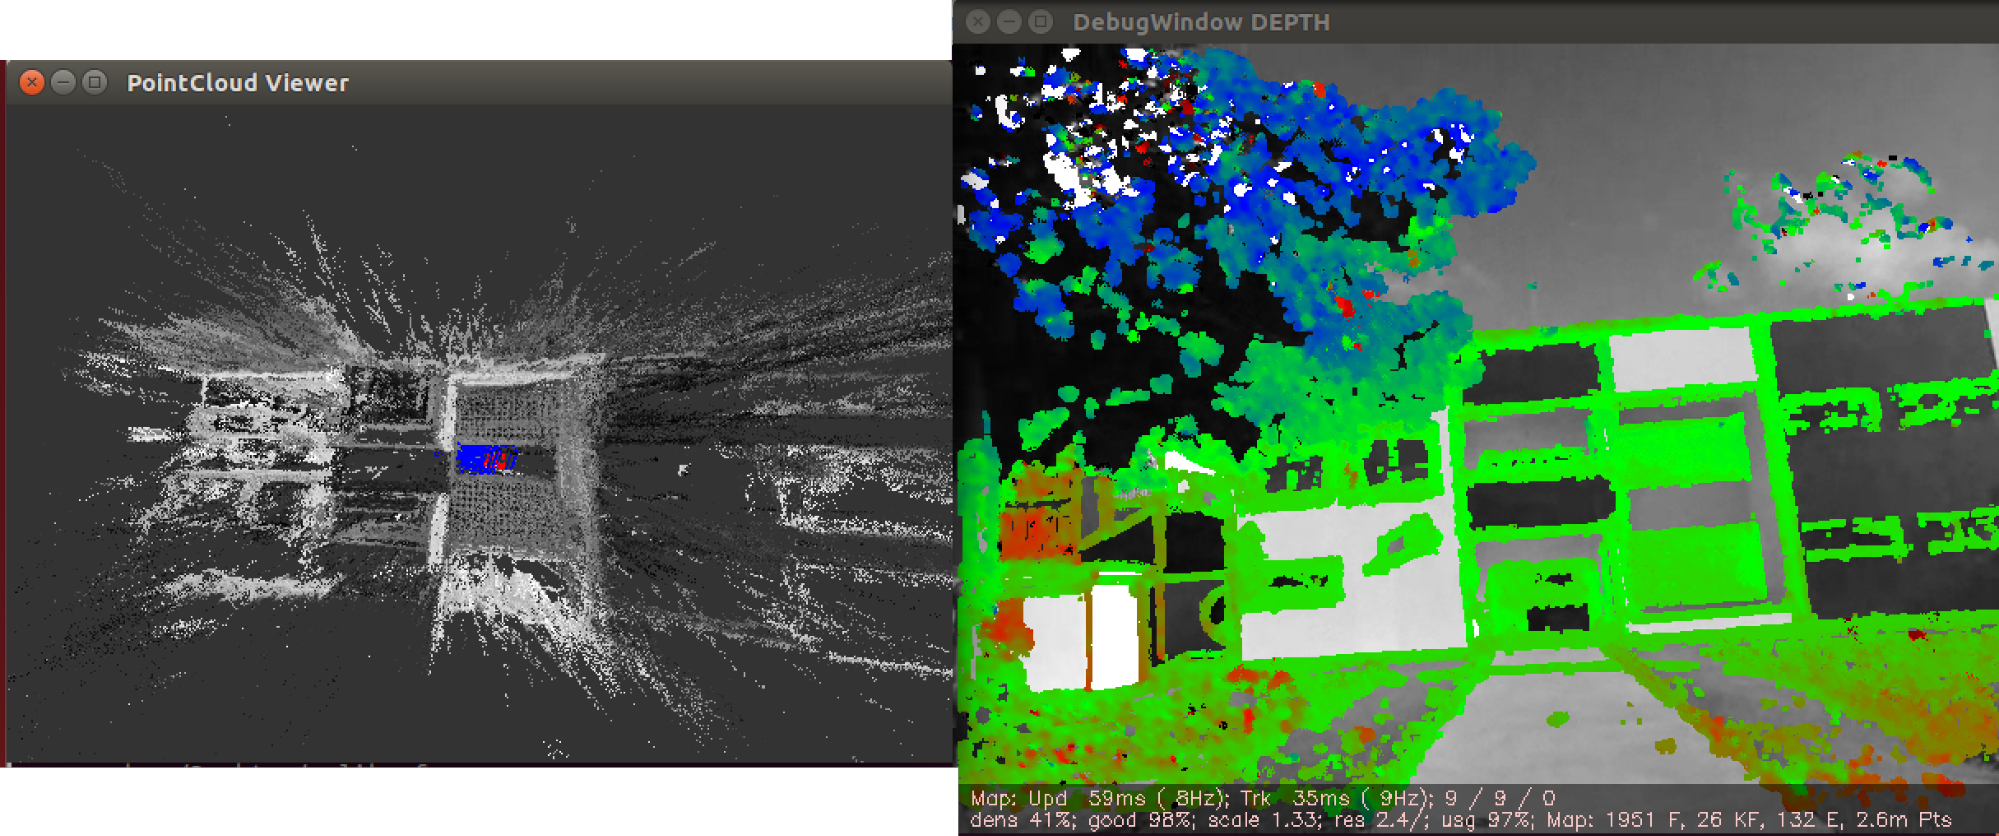 PointCloud Viewer
DebugWindow DEPTH
Map: Upd 59ms ( 8Hz); Trk 35ms ( 9Hz); 9 / 9 / 0
dens 41%; good 98%; scale 1.33; res 2.4/; usg 97%; Map: 1951 F, 26 KF, 132 E, 2.6m Pts